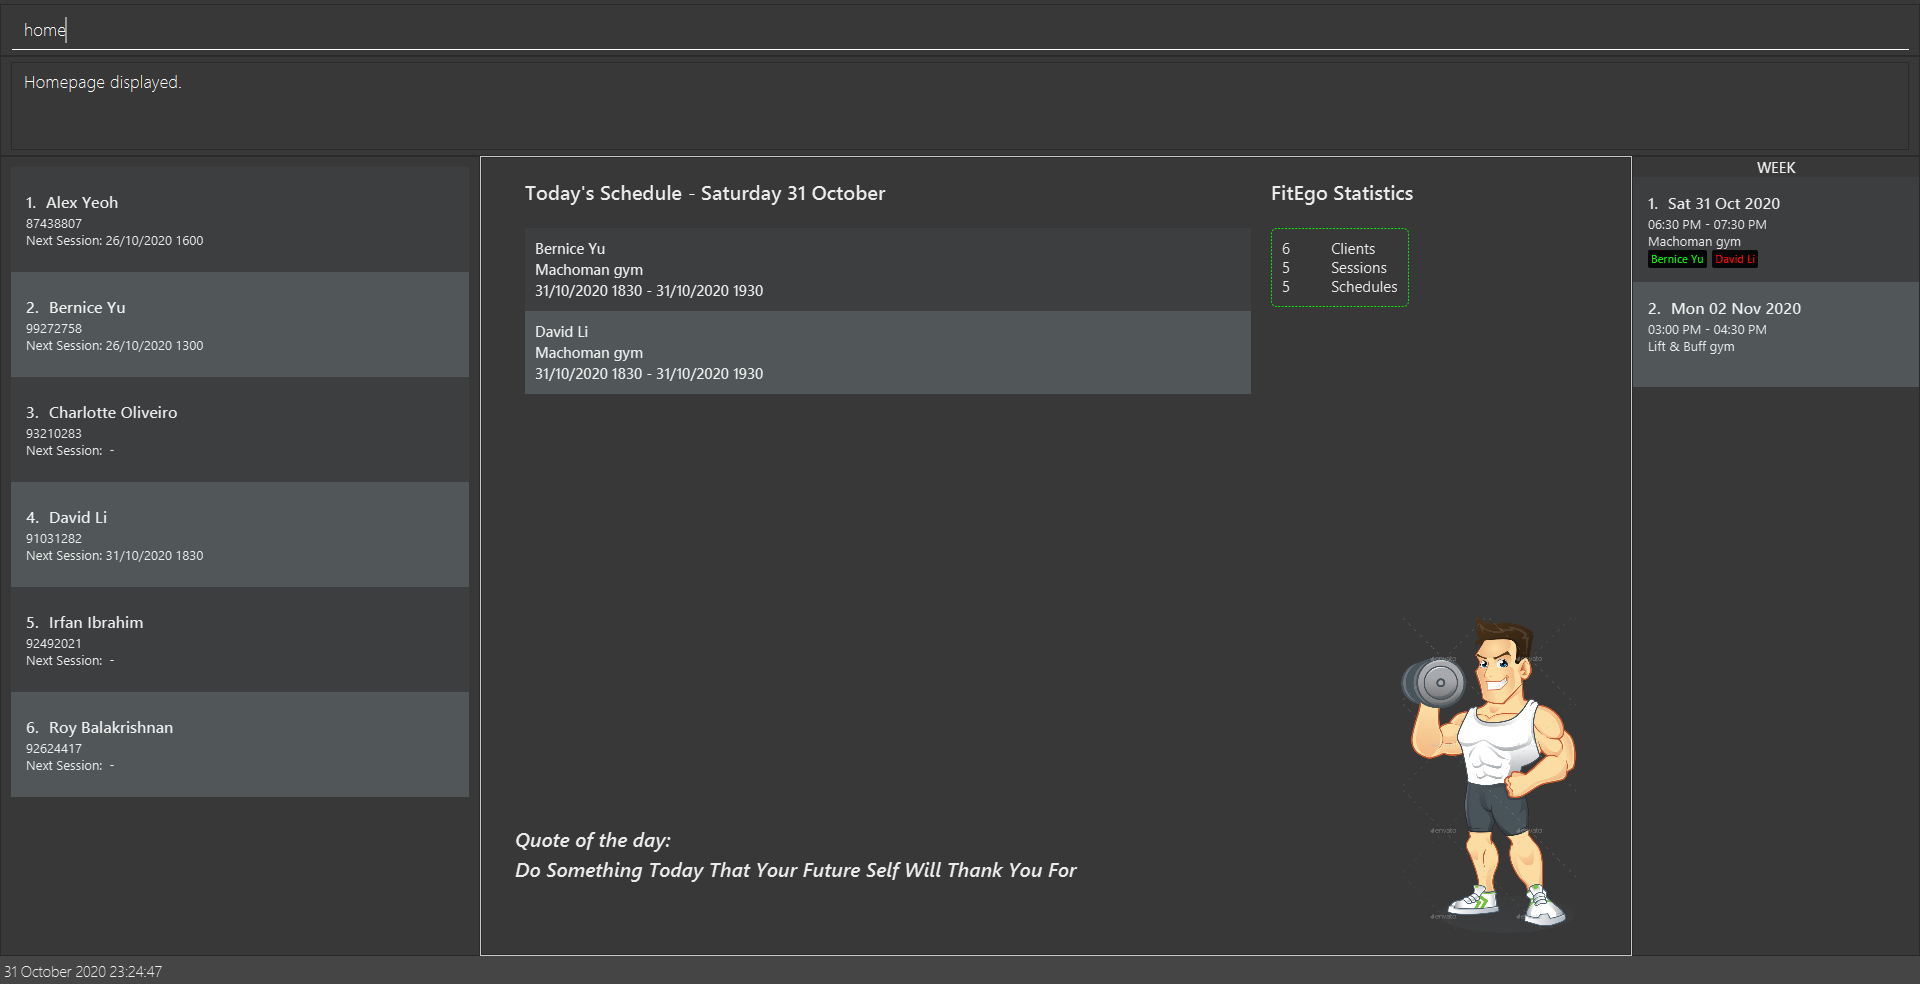 home
Homepage displayed.
1. Alex Yeoh
87438807
Next Session: 26/10/2020 1600
2. Bernice Yu
99272758
Next Session: 26/10/2020 1300
3. Charlotte Oliveiro
93210283
Next Session: -
4. David Li
91031282
Next Session: 31/10/2020 1830
5. Irfan Ibrahim
92492021
Next Session: -
6. Roy Balakrishnan
92624417
Next Session: -
Today's Schedule - Saturday 31 October
Bernice Yu
Machoman gym
31/10/2020 1830 - 31/10/2020 1930
David Li
Machoman gym
31/10/2020 1830 - 31/10/2020 1930
FitEgo Statistics
6 Clients
5 Sessions
5 Schedules
Quote of the day:
Do Something Today That Your Future Self Will Thank You For
WEEK
1. Sat 31 Oct 2020
06:30 PM - 07:30 PM
Machoman gym
Bernice Yu David Li
2. Mon 02 Nov 2020
03:00 PM - 04:30 PM
Lift & Buff gym
31 October 2020 23:24:47